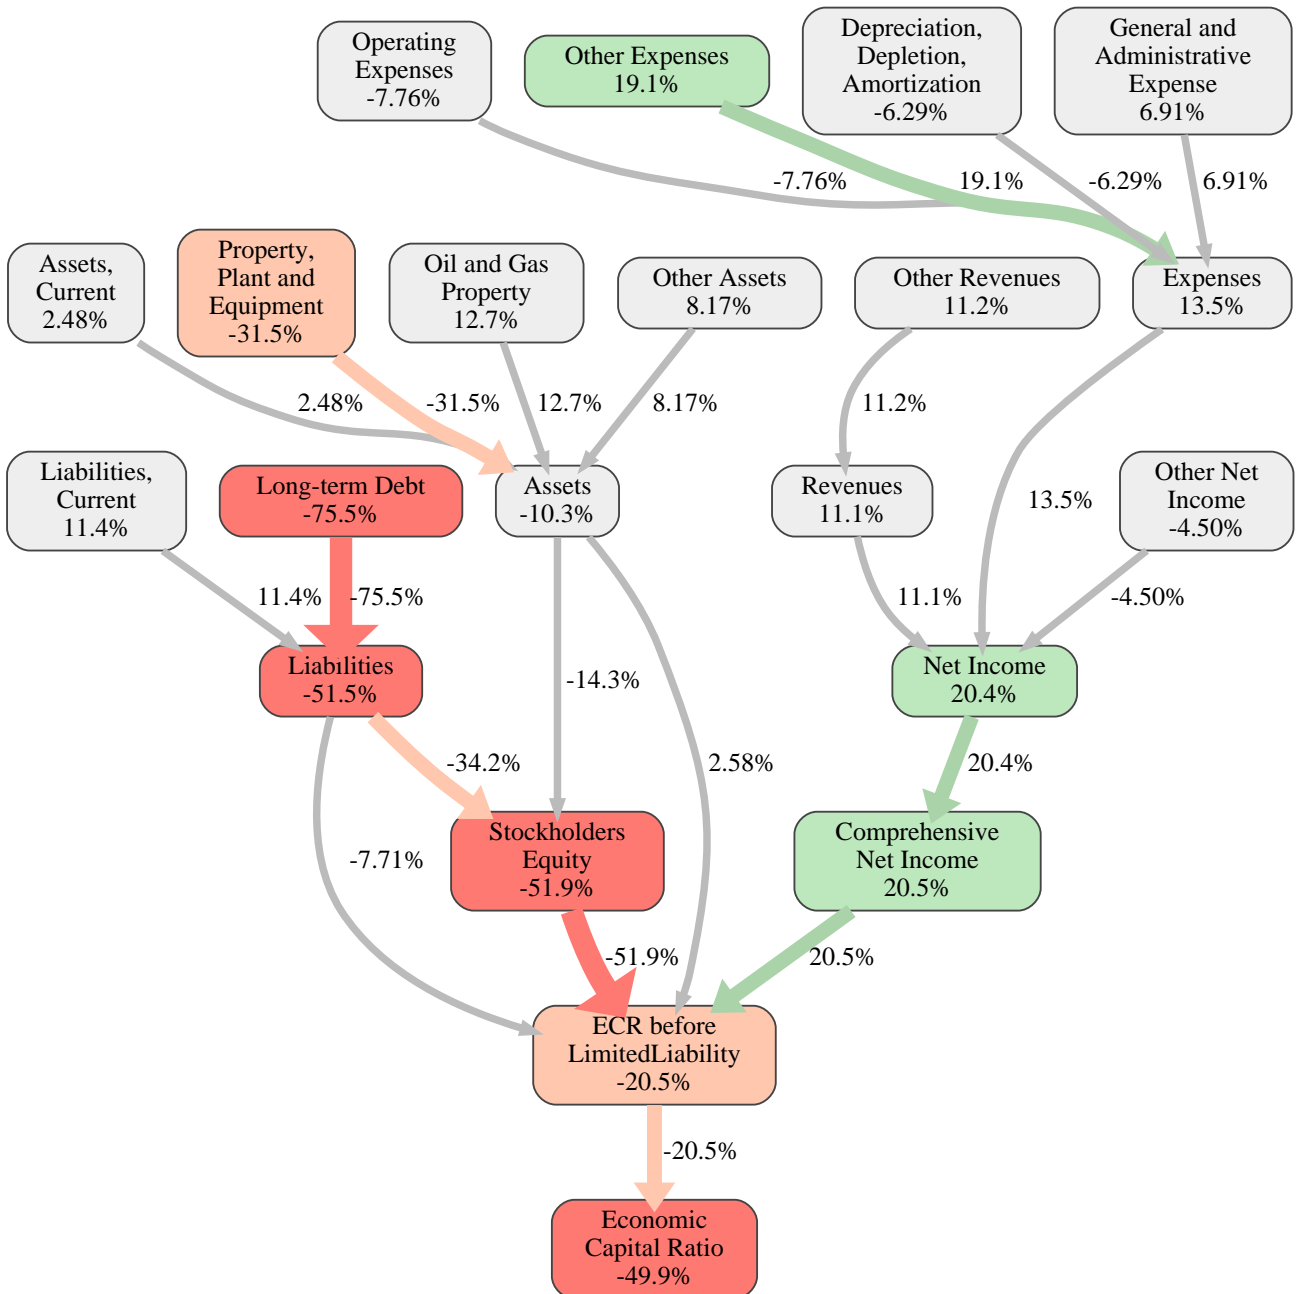 Operating
Expenses
-7.76%
Other Expenses
19.1%
Depreciation,
Depletion,
Amortization
-6.29%
General and
Administrative
Expense
6.91%
-7.76%
19.1%
-6.29%
6.91%
Assets,
Current
2.48%
Property,
Plant and
Equipment
-31.5%
Oil and Gas
Property
12.7%
Other Assets
8.17%
Other Revenues
11.2%
Expenses
13.5%
2.48%
-31.5%
12.7%
8.17%
11.2%
13.5%
Liabilities,
Current
11.4%
Long-term Debt
-75.5%
Assets
-10.3%
Revenues
11.1%
Other Net
Income
-4.50%
11.4%
-75.5%
11.1%
-4.50%
Liabilities
-51.5%
-14.3%
Net Income
20.4%
-34.2%
2.58%
20.4%
-7.71%
Stockholders
Equity
-51.9%
Comprehensive
Net Income
20.5%
-51.9%
20.5%
ECR before
LimitedLiability
-20.5%
-20.5%
Economic
Capital Ratio
-49.9%